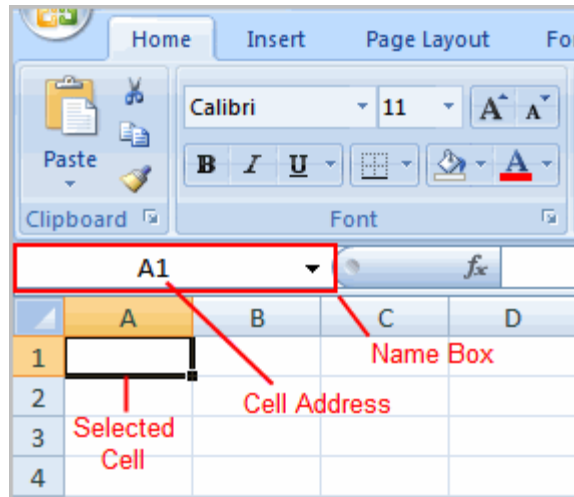 Home Insert Page Layout Fo
Calibri 11 A A
Paste B I U A
Clipboard Font
A1 fx
A B C D
1 Name Box
2 Cell Address
3 Selected
Cell
4